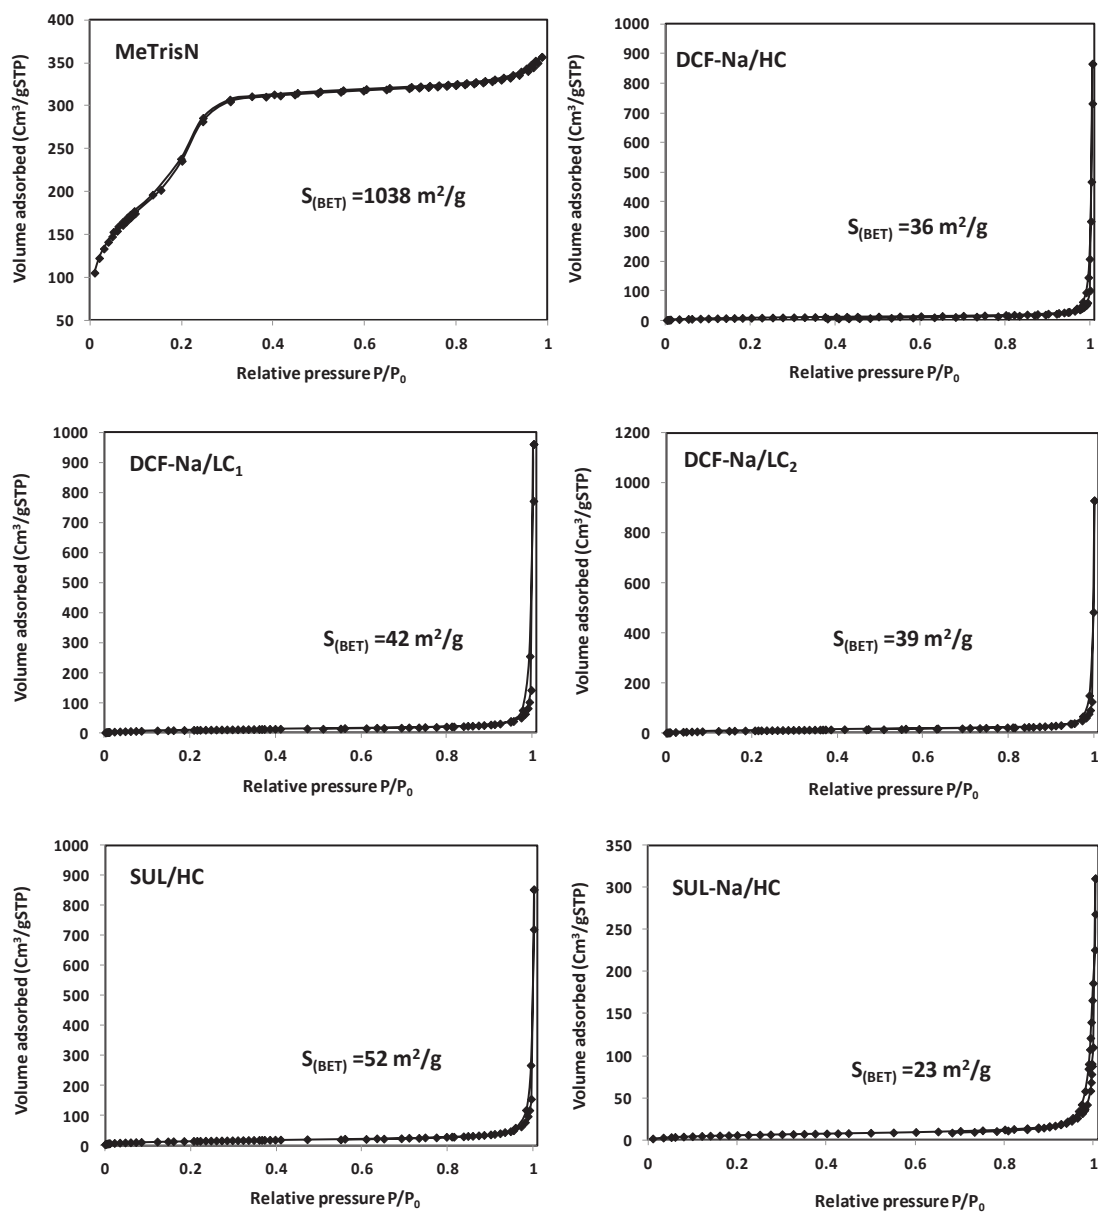 MeTrisN
Volume adsorbed (Cm³/gSTP)
400
350
300
250
200
150
100
50
S(BET) =1038 m²/g
0 0.2 0.4 0.6 0.8 1
Relative pressure P/P₀
DCF-Na/HC
Volume adsorbed (Cm³/gSTP)
1000
900
800
700
600
500
400
300
200
100
0
S(BET) =36 m²/g
0 0.2 0.4 0.6 0.8 1
Relative pressure P/P₀
DCF-Na/LC₁
Volume adsorbed (Cm³/gSTP)
1000
900
800
700
600
500
400
300
200
100
0
S(BET) =42 m²/g
0 0.2 0.4 0.6 0.8 1
Relative pressure P/P₀
DCF-Na/LC₂
Volume adsorbed (Cm³/gSTP)
1200
1000
800
600
400
200
0
S(BET) =39 m²/g
0 0.2 0.4 0.6 0.8 1
Relative pressure P/P₀
SUL/HC
Volume adsorbed (Cm³/gSTP)
1000
900
800
700
600
500
400
300
200
100
0
S(BET) =52 m²/g
0 0.2 0.4 0.6 0.8 1
Relative pressure P/P₀
SUL-Na/HC
Volume adsorbed (Cm³/gSTP)
350
300
250
200
150
100
50
0
S(BET) =23 m²/g
0 0.2 0.4 0.6 0.8 1
Relative pressure P/P₀